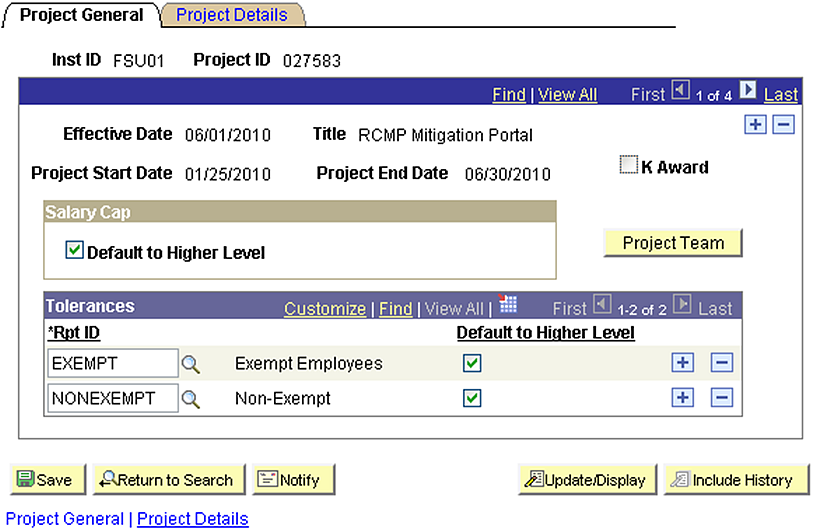 Project General Project Details
Inst ID FSU01 Project ID 027583
Find | View All First 1 of 4 Last
Effective Date 06/01/2010 Title RCMP Mitigation Portal
Project Start Date 01/25/2010 Project End Date 06/30/2010 K Award
Salary Cap
Default to Higher Level
Project Team
Tolerances Customize | Find | View All | First 1-2 of 2 Last
*Rpt ID Default to Higher Level
EXEMPT Exempt Employees
NONEXEMPT Non-Exempt
Save Return to Search Notify Update/Display Include History
Project General | Project Details